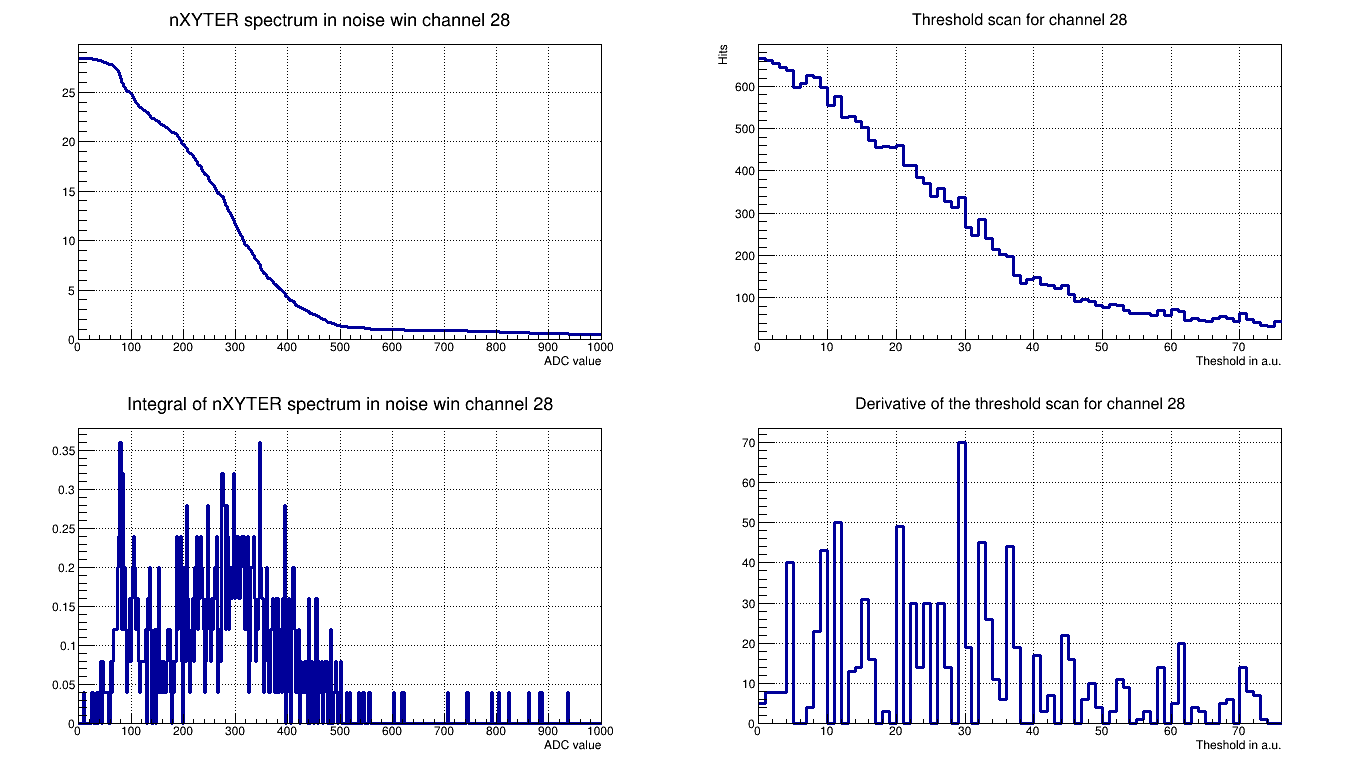 nXYTER spectrum in noise win channel 28
25
20
15
10
5
0
0 100 200 300 400 500 600 700 800 900 1000
ADC value
Threshold scan for channel 28
Hits
600
500
400
300
200
100
0 10 20 30 40 50 60 70
Theshold in a.u.
Integral of nXYTER spectrum in noise win channel 28
0.35
0.3
0.25
0.2
0.15
0.1
0.05
0
0 100 200 300 400 500 600 700 800 900 1000
ADC value
Derivative of the threshold scan for channel 28
70
60
50
40
30
20
10
0
0 10 20 30 40 50 60 70
Theshold in a.u.